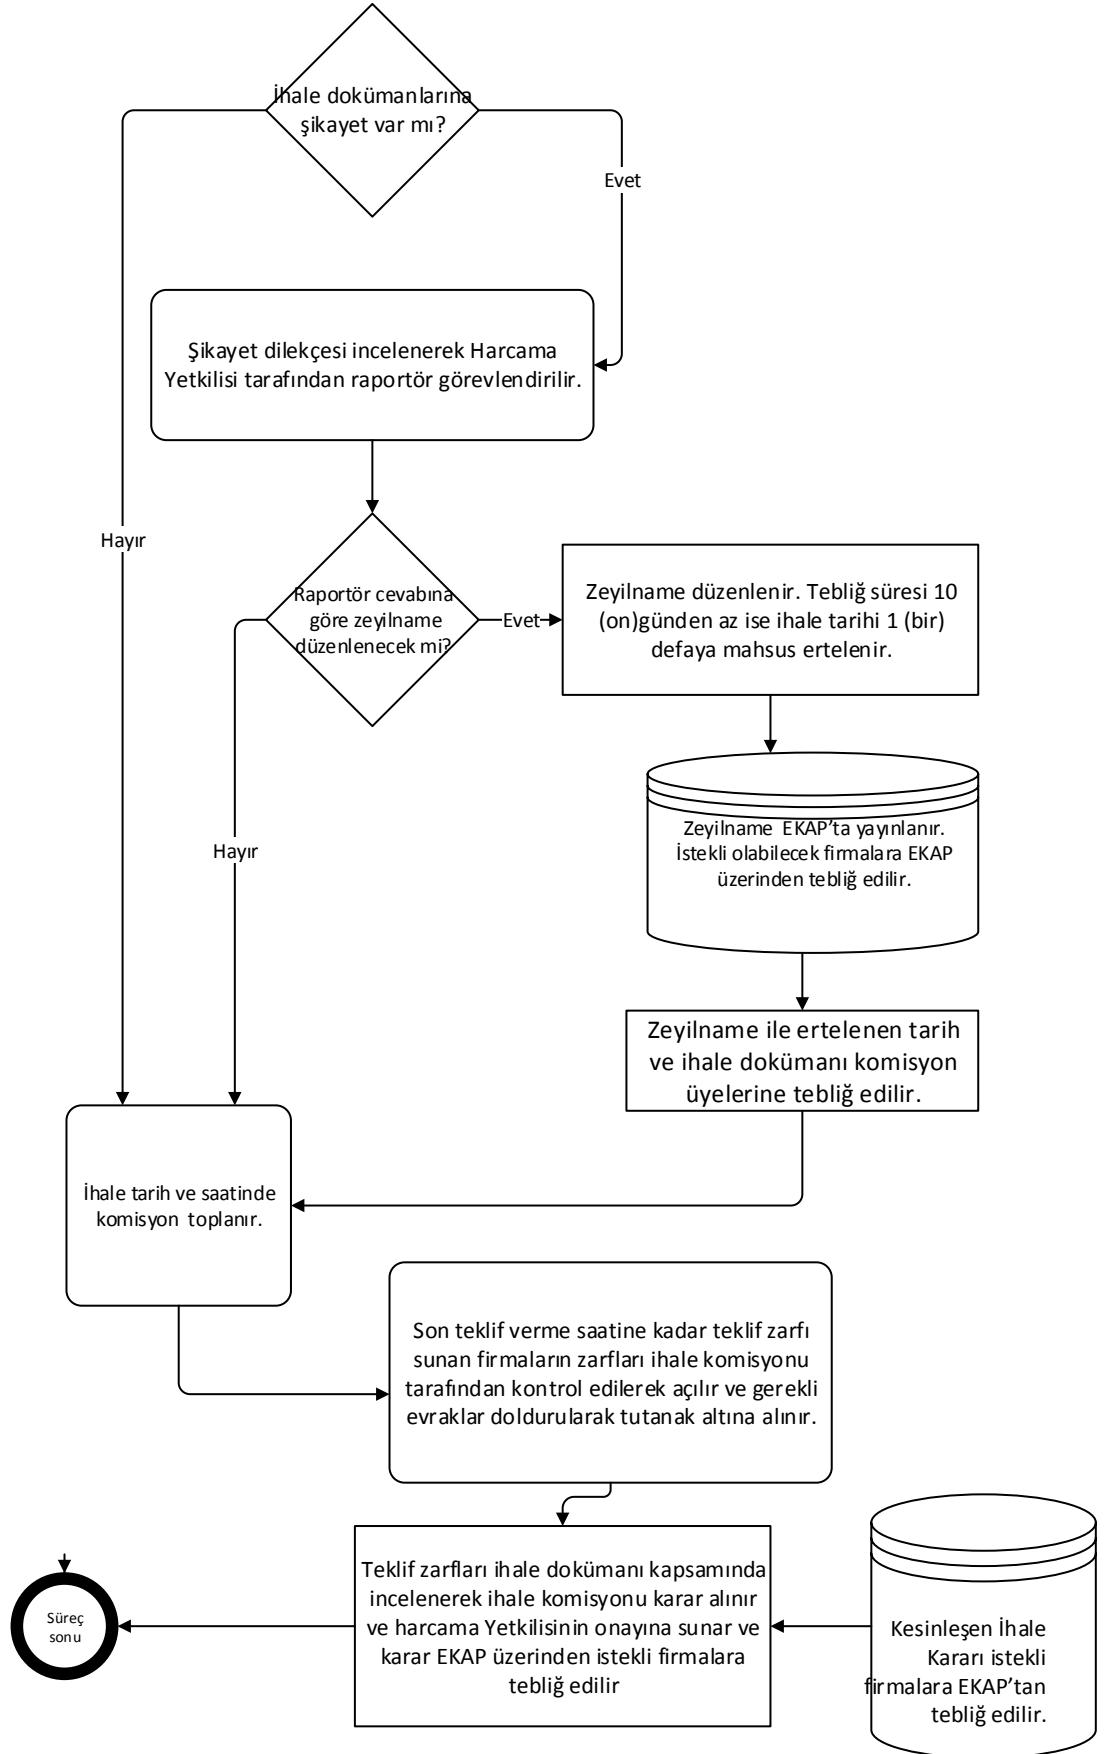 İhale dokümanlarına
şikayet var mı?
Evet
Şikayet dilekçesi incelenerek Harcama
Yetkilisi tarafından raportör görevlendirilir.
Hayır
Raportör cevabına
göre zeyilname
düzenlenecek mi?
Evet
Zeyilname düzenlenir. Tebliğ süresi 10
(on)günden az ise ihale tarihi 1 (bir)
defaya mahsus ertelenir.
Hayır
Zeyilname EKAP’ta yayınlanır.
İstekli olabilecek firmalara EKAP
üzerinden tebliğ edilir.
Zeyilname ile ertelenen tarih
ve ihale dokümanı komisyon
üyelerine tebliğ edilir.
İhale tarih ve saatinde
komisyon toplanır.
Son teklif verme saatine kadar teklif zarfı
sunan firmaların zarfları ihale komisyonu
tarafından kontrol edilerek açılır ve gerekli
evraklar doldurularak tutanak altına alınır.
Süreç
sonu
Teklif zarfları ihale dokümanı kapsamında
incelenerek ihale komisyonu karar alınır
ve harcama Yetkilisinin onayına sunar ve
karar EKAP üzerinden istekli firmalara
tebliğ edilir
Kesinleşen İhale
Kararı istekli
firmalara EKAP’tan
tebliğ edilir.